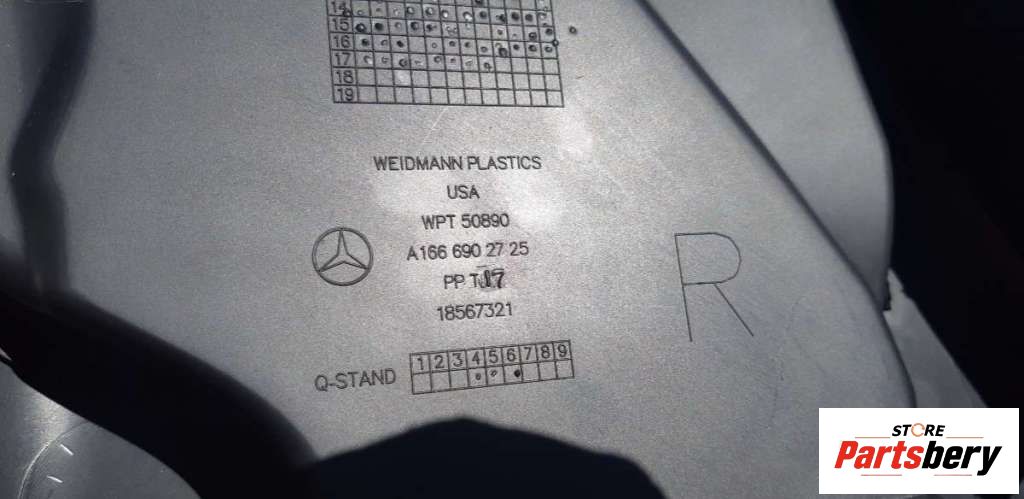 14
15
16
17
18
19
WEIDMANN PLASTICS
USA
WPT 50890
A166 690 27 25
PP T17
18567321
R
1 2 3 4 5 6 7 8 9
Q-STAND
STORE
Partsbery